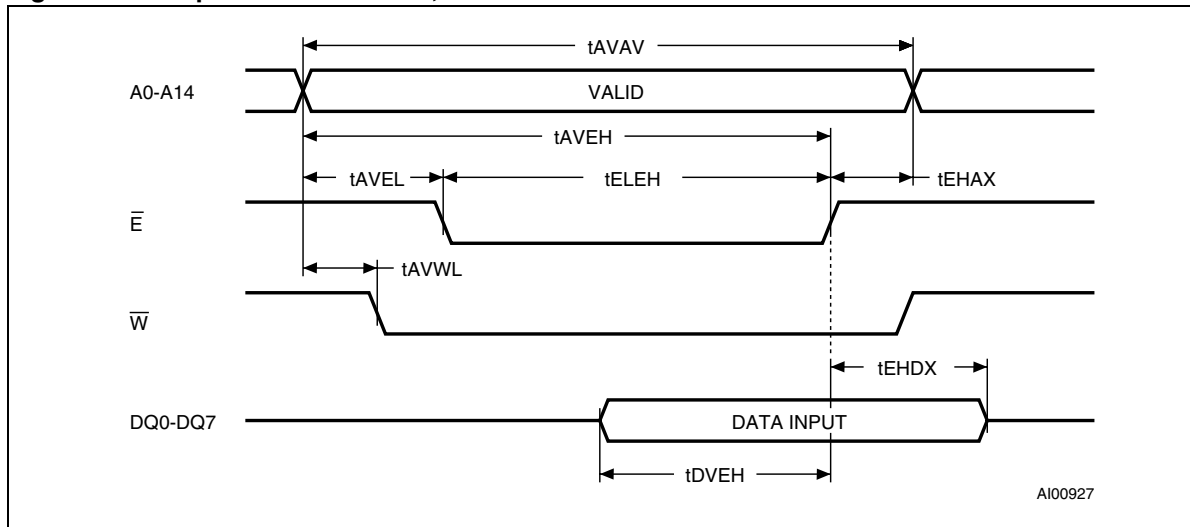 tAVAV
A0-A14
VALID
tAVEH
tAVEL
tELEH
tEHAX
E̅
tAVWL
W̅
tEHDX
DQ0-DQ7
DATA INPUT
tDVEH
AI00927